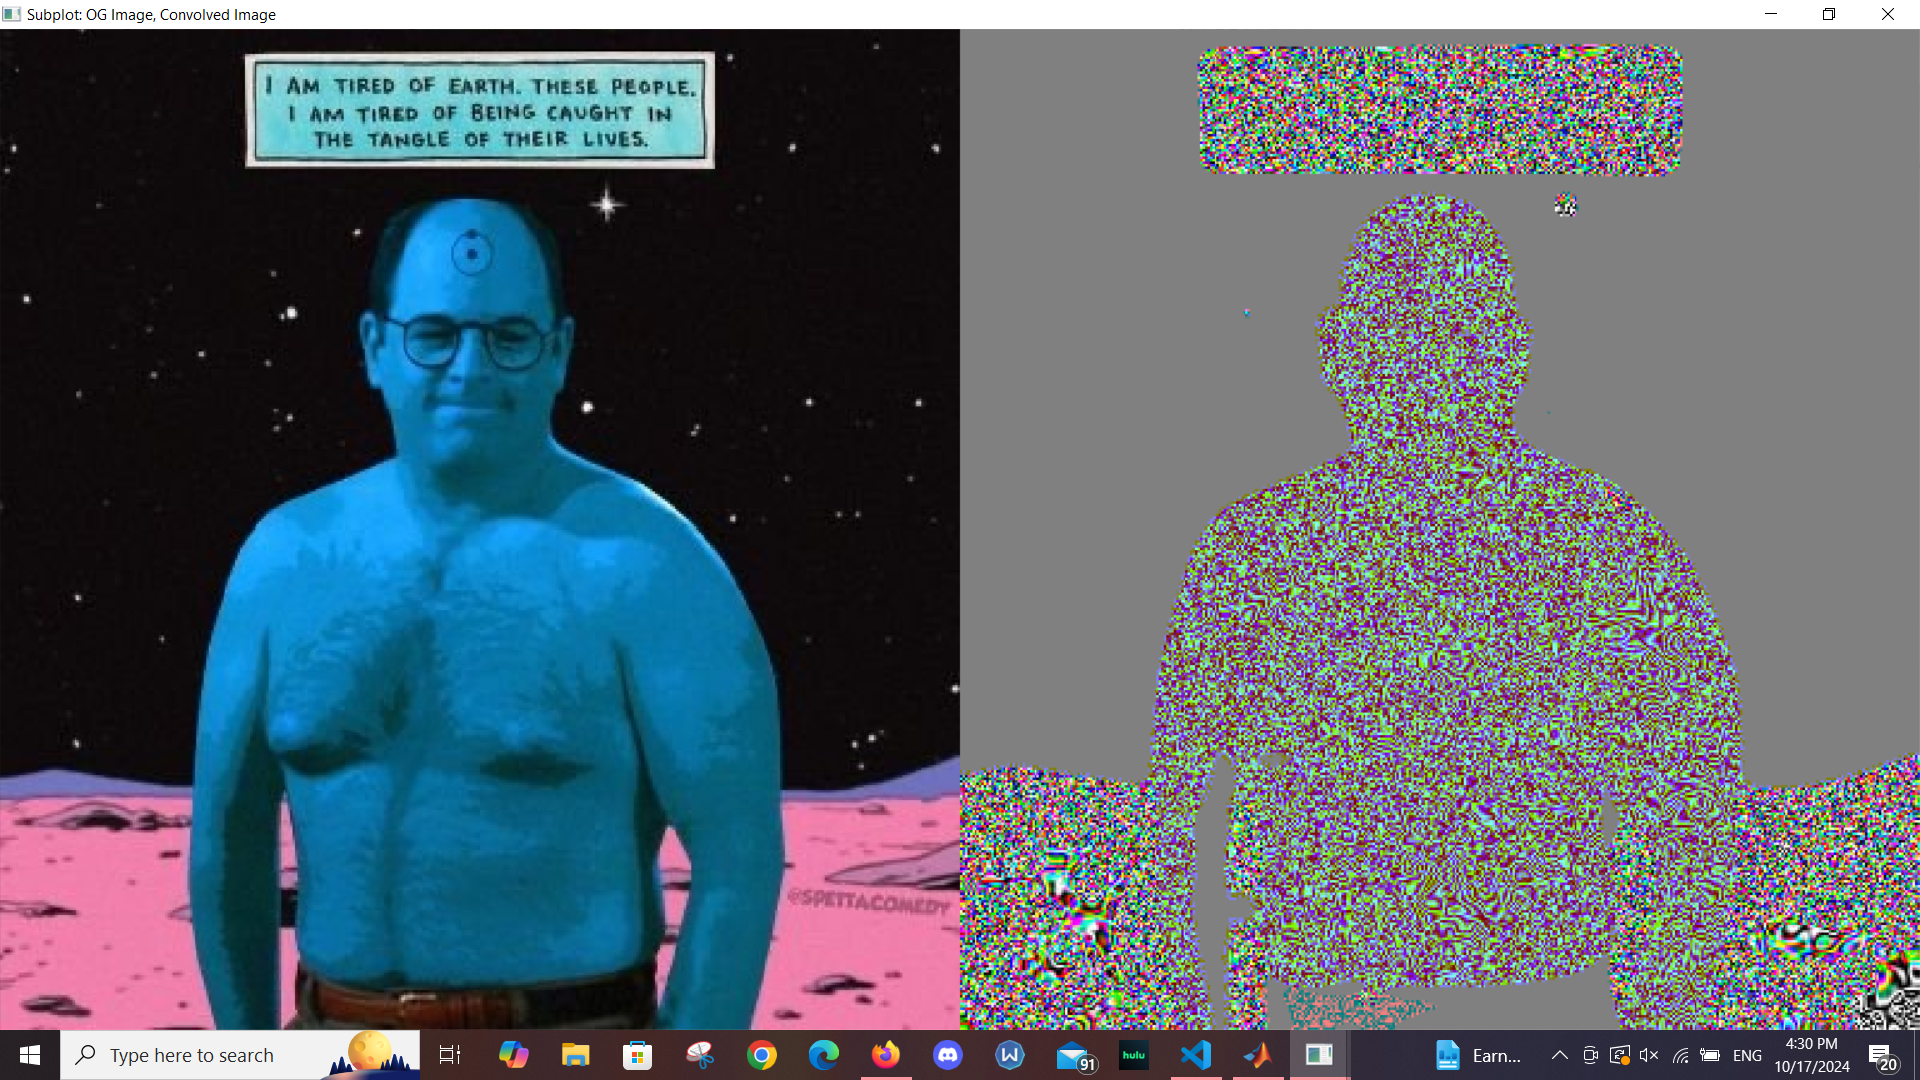 Subplot: OG Image, Convolved Image
I AM TIRED OF EARTH. THESE PEOPLE.
I AM TIRED OF BEING CAUGHT IN
THE TANGLE OF THEIR LIVES.
@SPETTACOMEDY
Type here to search
91
hulu
Earn...
ENG
4:30 PM
10/17/2024
20